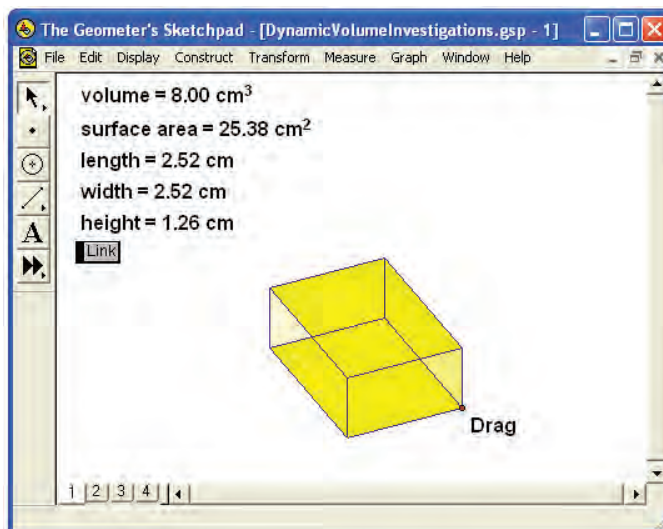 The Geometer's Sketchpad - [DynamicVolumeInvestigations.gsp - 1]
File Edit Display Construct Transform Measure Graph Window Help
volume = 8.00 cm³
surface area = 25.38 cm²
length = 2.52 cm
width = 2.52 cm
height = 1.26 cm
Link
A
Drag
1 2 3 4